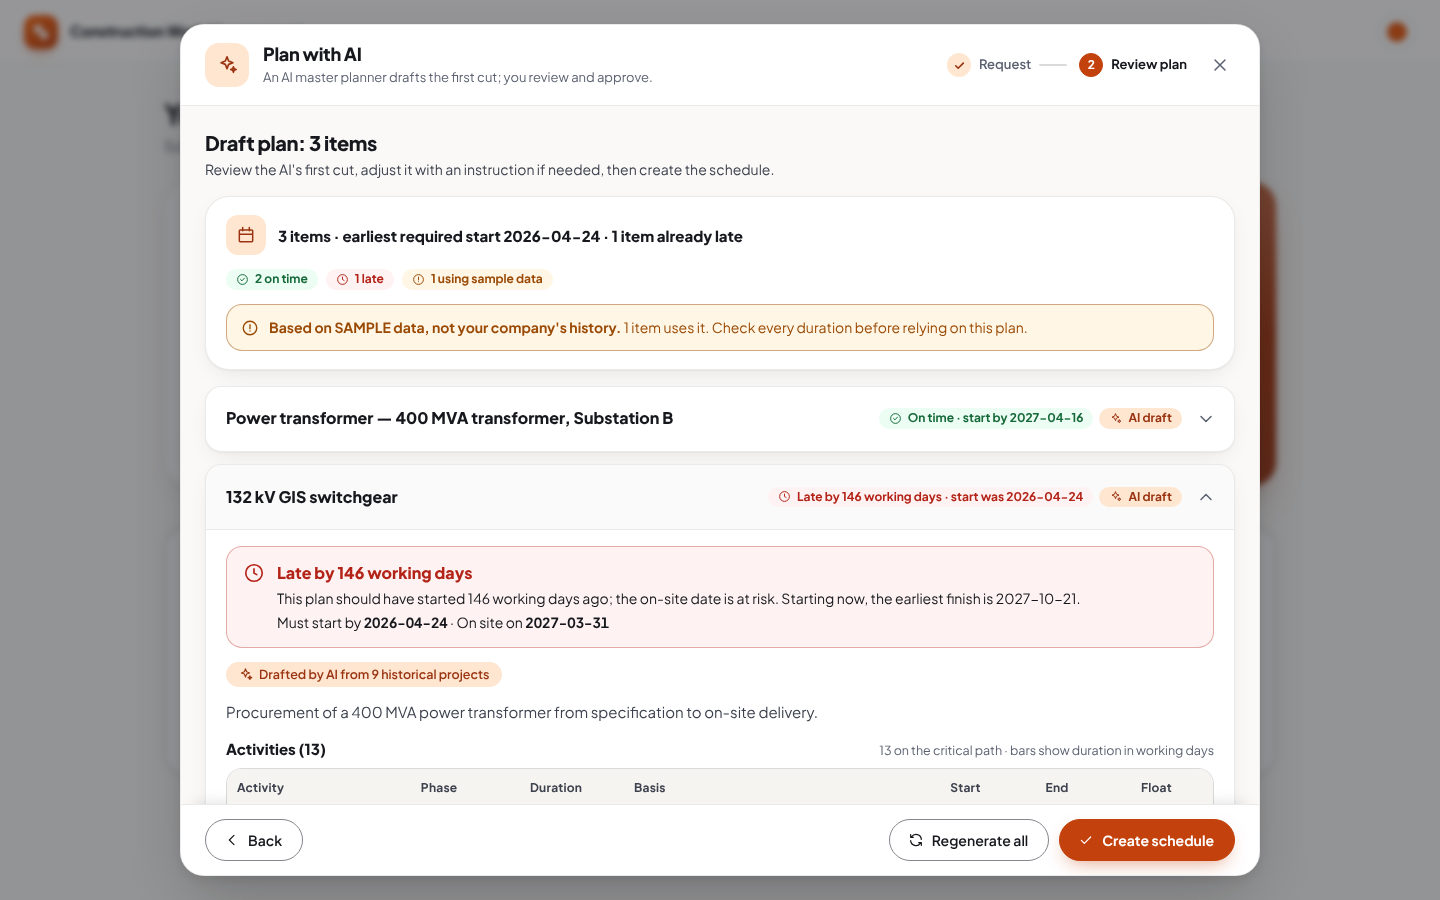 Construction
Plan with AI
An AI master planner drafts the first cut; you review and approve.
Request
2 Review plan
Draft plan: 3 items
Review the AI's first cut, adjust it with an instruction if needed, then create the schedule.
3 items · earliest required start 2026-04-24 · 1 item already late
2 on time 1 late 1 using sample data
Based on SAMPLE data, not your company's history. 1 item uses it. Check every duration before relying on this plan.
Power transformer — 400 MVA transformer, Substation B
On time · start by 2027-04-16 AI draft
132 kV GIS switchgear
Late by 146 working days · start was 2026-04-24 AI draft
Late by 146 working days
This plan should have started 146 working days ago; the on-site date is at risk. Starting now, the earliest finish is 2027-10-21.
Must start by 2026-04-24 · On site on 2027-03-31
Drafted by AI from 9 historical projects
Procurement of a 400 MVA power transformer from specification to on-site delivery.
Activities (13)
13 on the critical path · bars show duration in working days
Activity Phase Duration Basis Start End Float
Back Regenerate all Create schedule